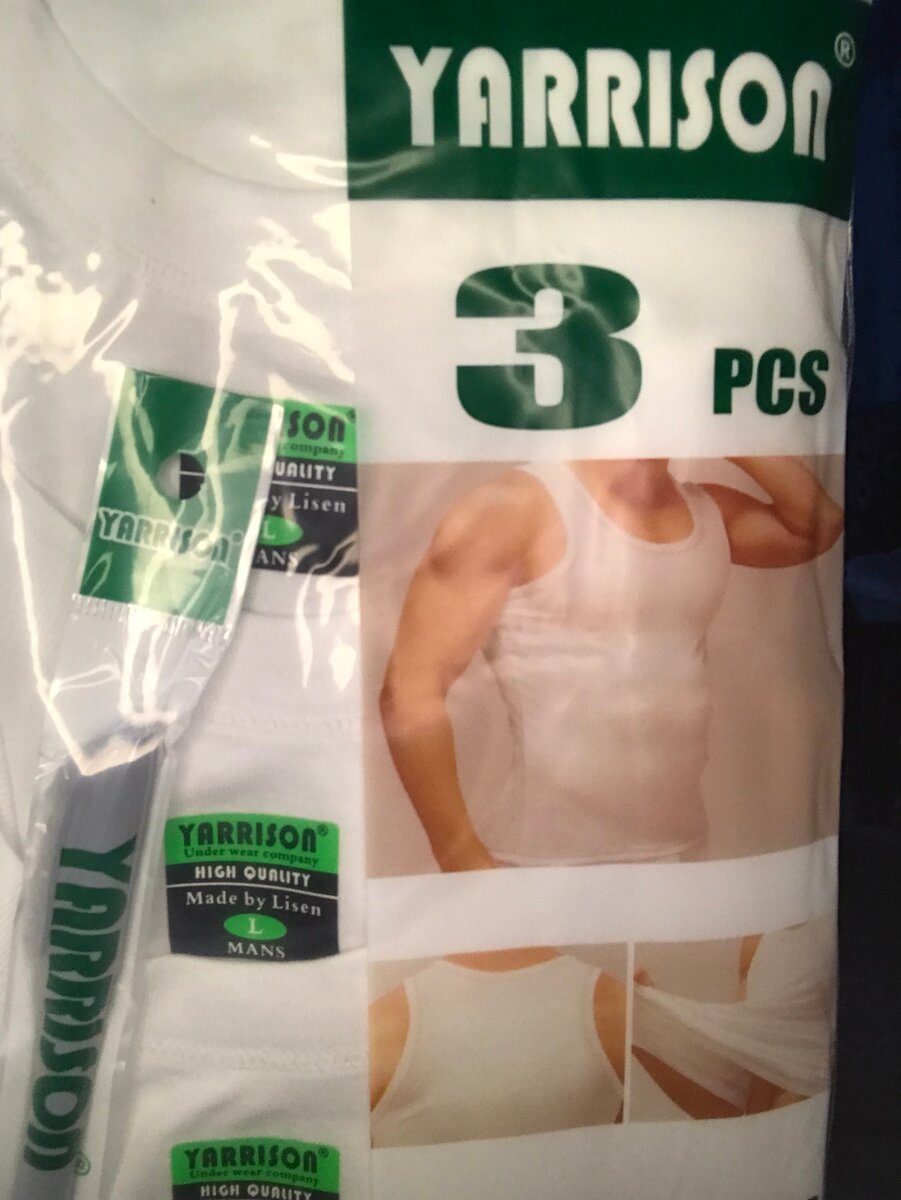 YARRISON®
3 PCS
SON®
company
UALITY
y Lisen
L
ANS
YARRISON®
YARRISON®
Under wear company
HIGH QUALITY
Made by Lisen
L
MANS
YARRISON®
YARRISON®
Under wear company
HIGH QUALITY